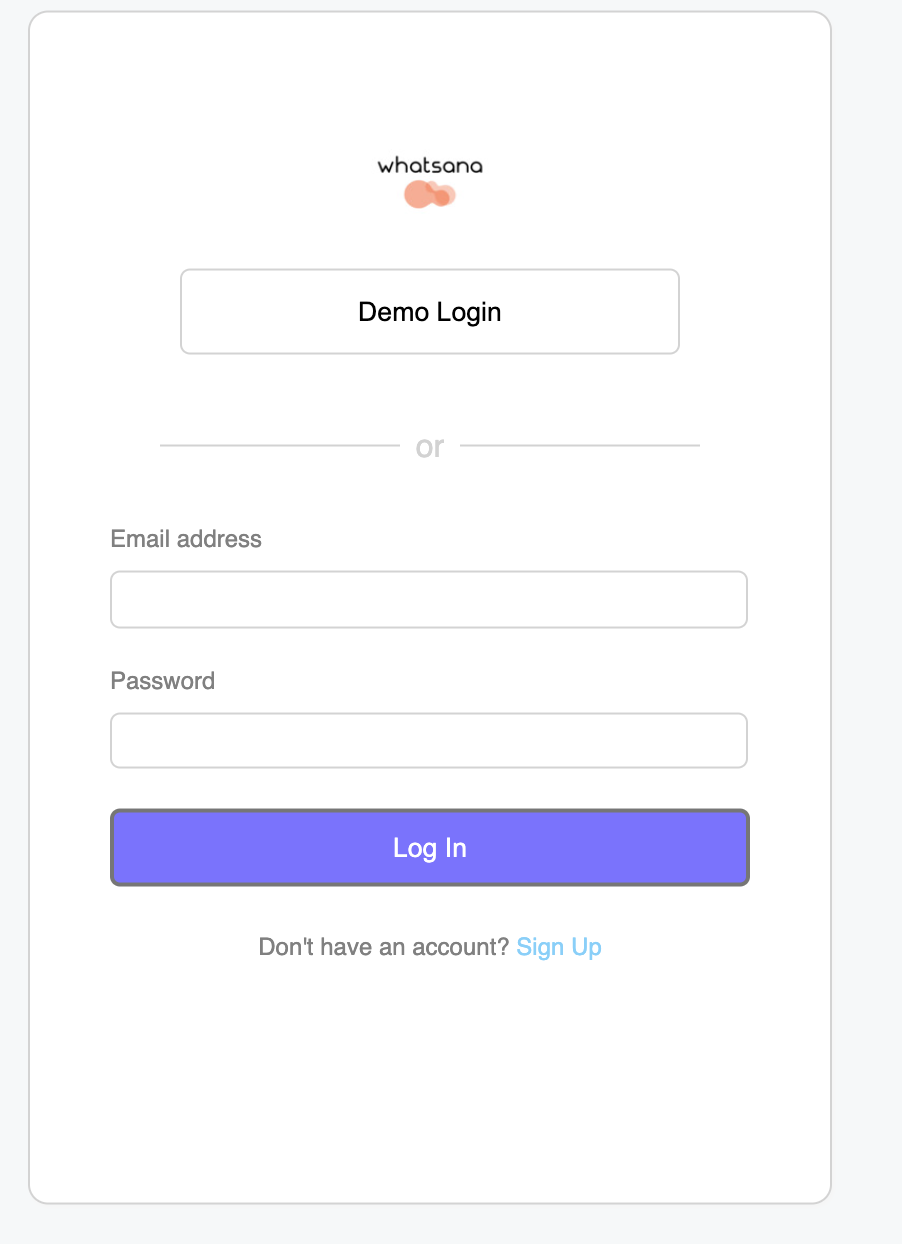 whatsana
Demo Login
or
Email address
Password
Log In
Don't have an account? Sign Up